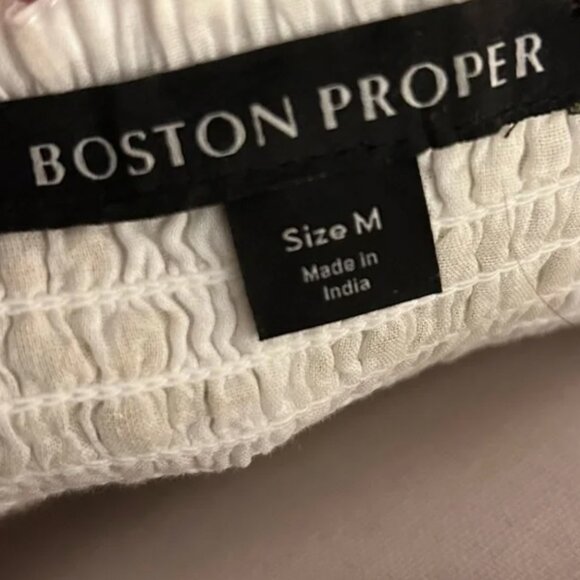 BOSTON PROPER
Size M
Made in
India